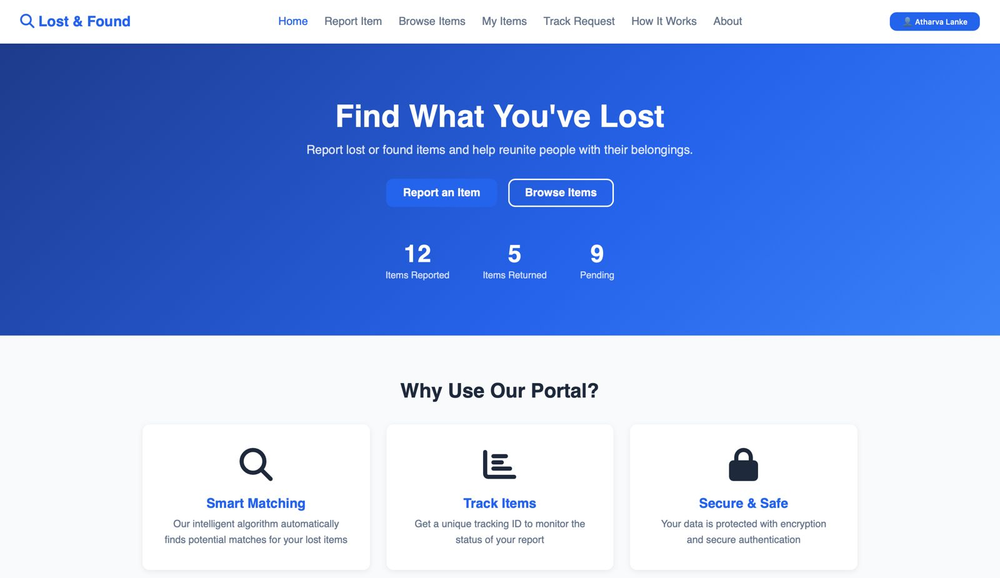 Lost & Found
Home
Report Item
Browse Items
My Items
Track Request
How It Works
About
Atharva Lanke
Find What You've Lost
Report lost or found items and help reunite people with their belongings.
Report an Item
Browse Items
12
Items Reported
5
Items Returned
9
Pending
Why Use Our Portal?
Smart Matching
Our intelligent algorithm automatically
finds potential matches for your lost items
Track Items
Get a unique tracking ID to monitor the
status of your report
Secure & Safe
Your data is protected with encryption
and secure authentication